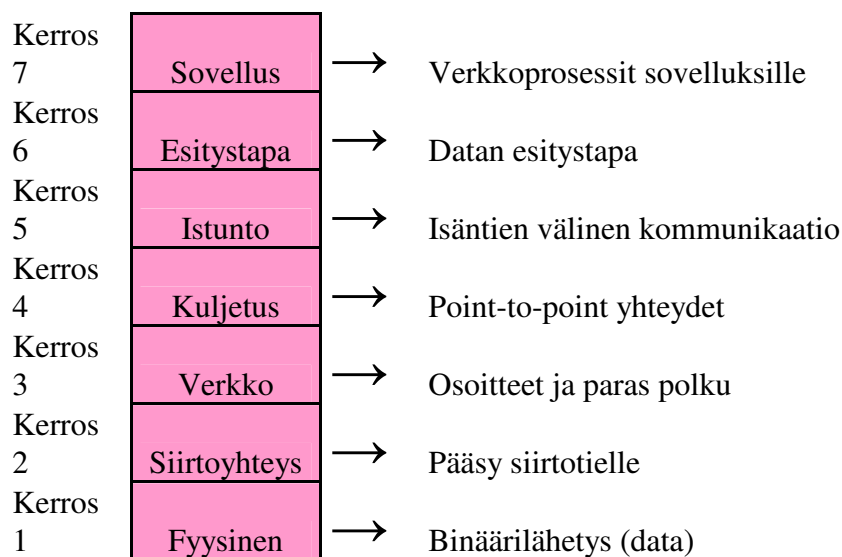 Kerros
7 Sovellus → Verkkoprosessit sovelluksille
Kerros
6 Esitystapa → Datan esitystapa
Kerros
5 Istunto → Isäntien välinen kommunikaatio
Kerros
4 Kuljetus → Point-to-point yhteydet
Kerros
3 Verkko → Osoitteet ja paras polku
Kerros
2 Siirtoyhteys → Pääsy siirtotielle
Kerros
1 Fyysinen → Binäärilähetys (data)